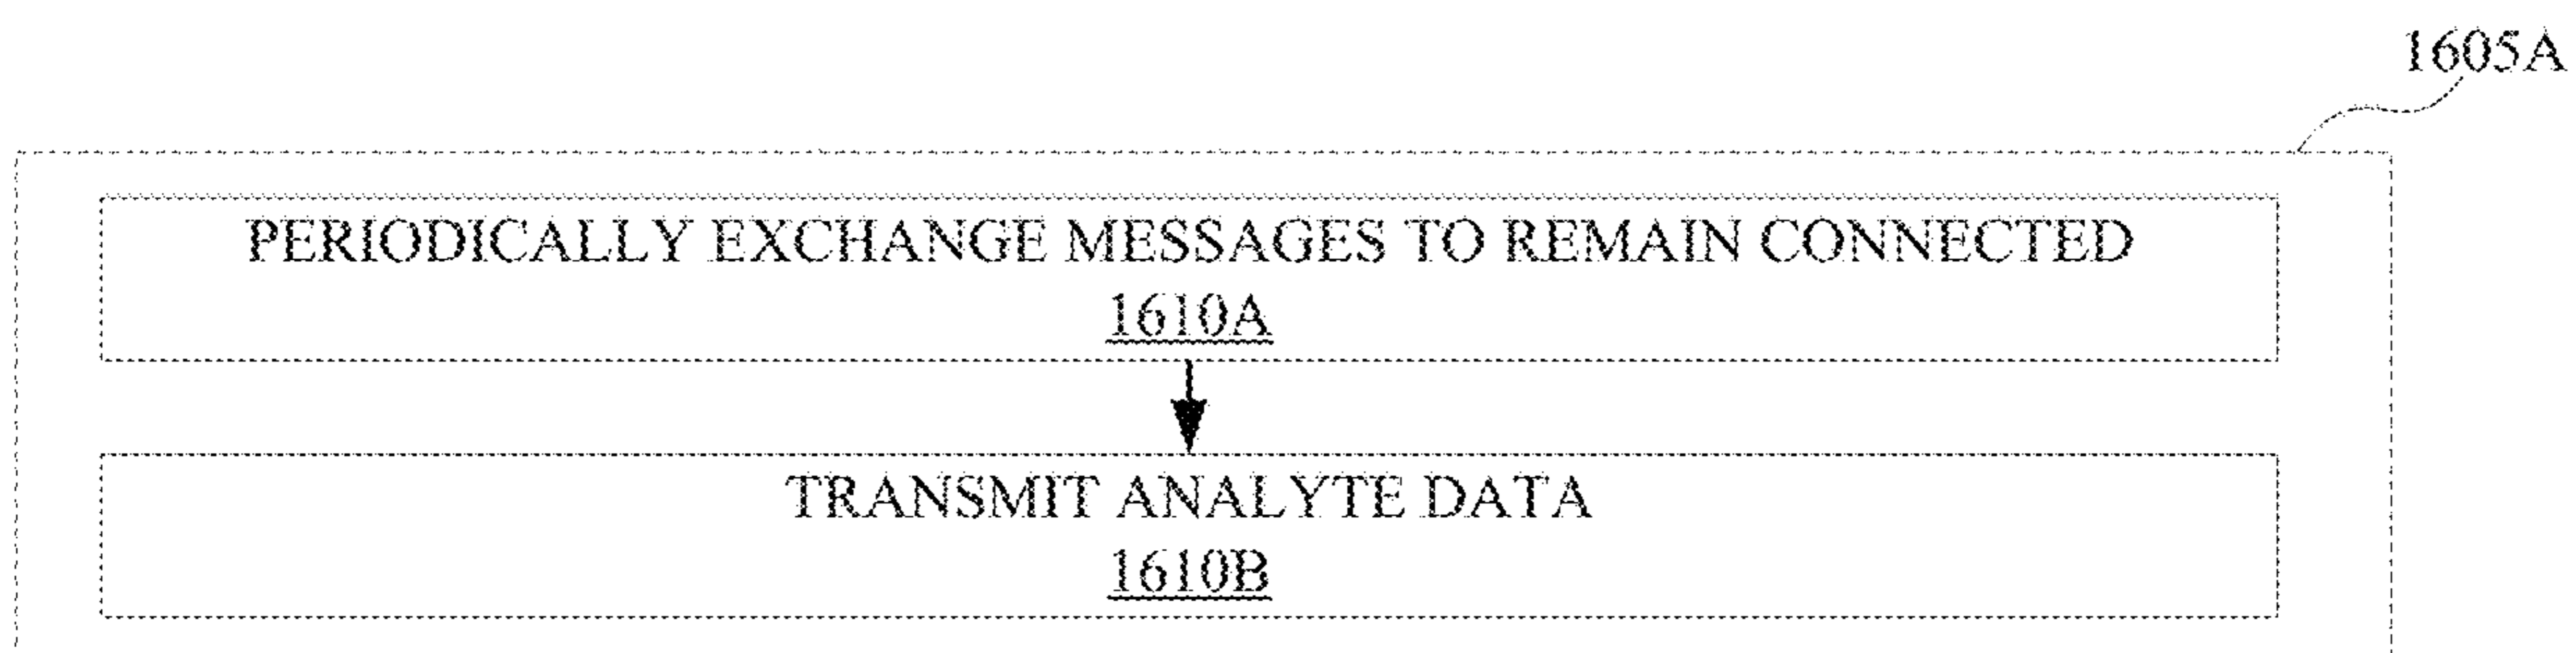 1605A
PERIODICALLY EXCHANGE MESSAGES TO REMAIN CONNECTED
1610A
TRANSMIT ANALYTE DATA
1610B